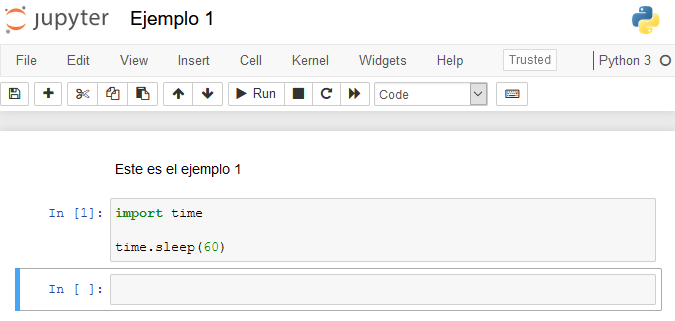 jupyter Ejemplo 1
File Edit View Insert Cell Kernel Widgets Help Trusted Python 3
Run Code
Este es el ejemplo 1
In [1]: import time
time.sleep(60)
In [ ]: